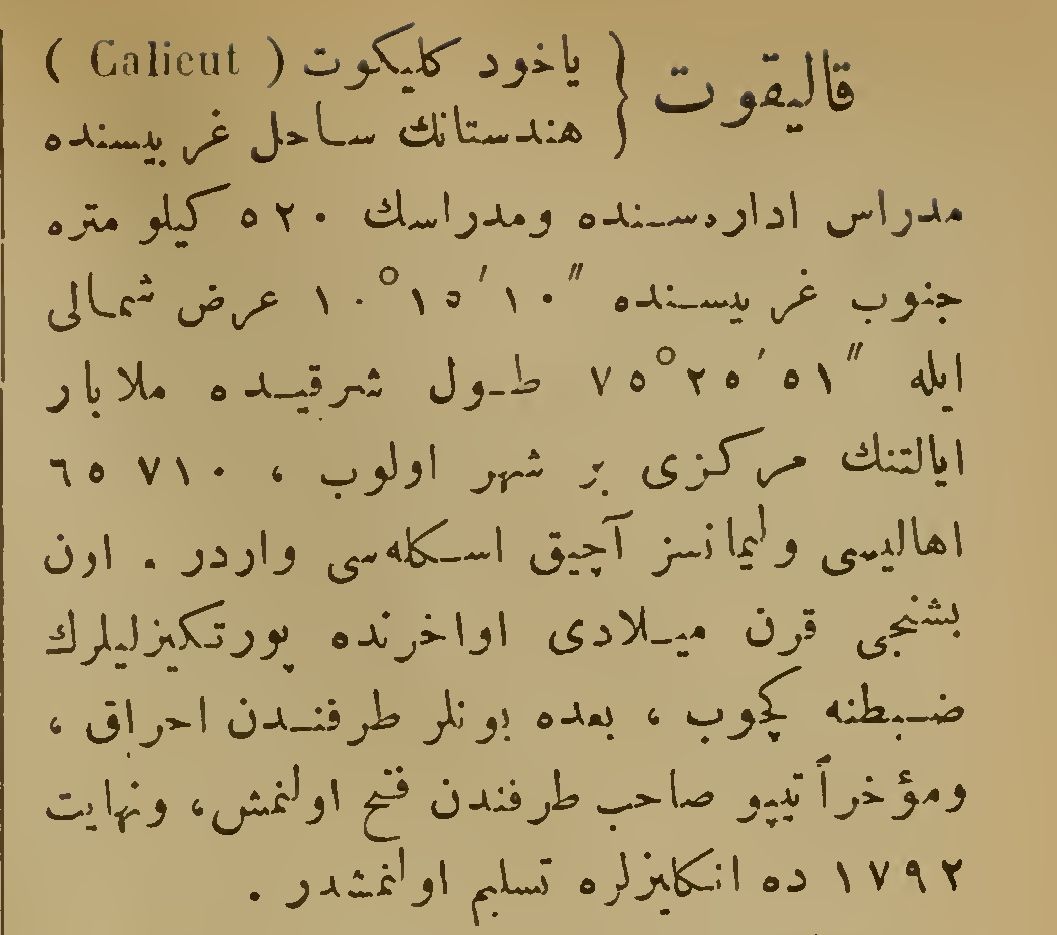 قاليقوت { ياخود كليكوت ( Calicut )
هندستانك ساحل غربيسنده
مدراس اداره‌سنده ومدراسك ٥٢٠ كيلو متره
جنوب غربيسنده ″١٠′١٥°١٠ عرض شمالى
ايله ″٥١′٢٥°٧٥ طول شرقيده ملابار
ايالتنك مركزى بر شهر اولوب ، ٦٥٧١٠
اهاليسى وليمانسز آچيق اسكله‌سى واردر . اون
بشنجى قرن ميلادى اواخرنده پورتكيزليلرك
ضبطنه كچوب ، بعده بونلر طرفندن احراق ،
ومؤخراً تيپو صاحب طرفندن فتح اولنمش، ونهايت
١٧٩٢ ده انكليزلره تسليم اولنمشدر .